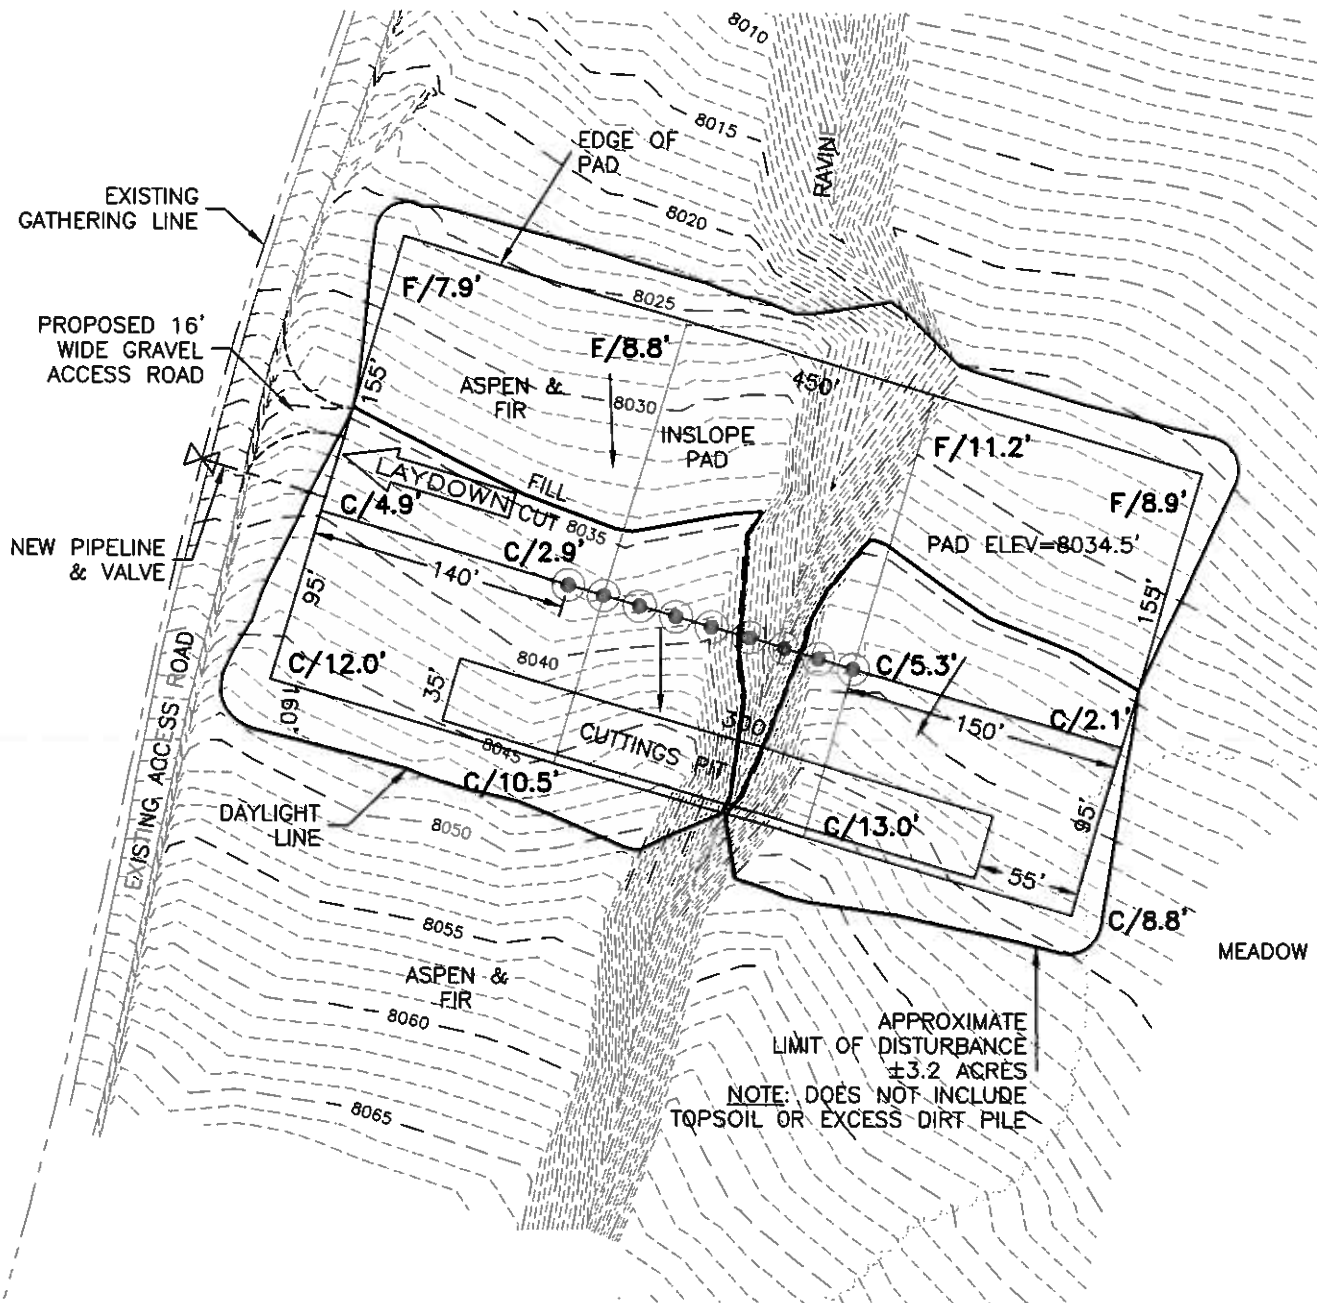 8010
8015
RAVINE
EDGE OF
PAD
EXISTING
GATHERING LINE
8020
F/7.9'
8025
PROPOSED 16'
WIDE GRAVEL
ACCESS ROAD
F/8.8'
155'
450'
ASPEN &
FIR
8030
INSLOPE
PAD
F/11.2'
F/8.9'
LAYDOWN
FILL
CUT
8035
C/4.9'
C/2.9'
PAD ELEV=8034.5'
NEW PIPELINE
& VALVE
140'
95'
155'
C/12.0'
8040
C/5.3'
35'
160'
300
150'
C/2.1'
EXISTING ACCESS ROAD
8045
CUTTINGS PIT
C/10.5'
DAYLIGHT
LINE
8050
C/13.0'
95'
55'
C/8.8'
8055
MEADOW
ASPEN &
FIR
8060
APPROXIMATE
LIMIT OF DISTURBANCE
±3.2 ACRES
NOTE: DOES NOT INCLUDE
TOPSOIL OR EXCESS DIRT PILE
8065